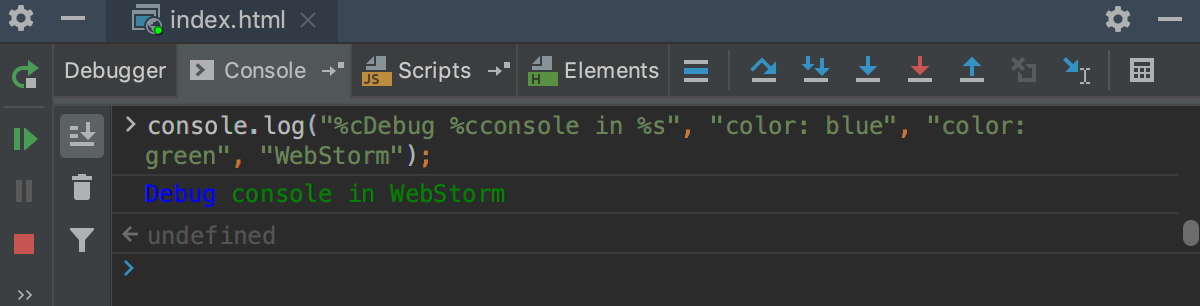 index.html
Debugger Console JS Scripts H Elements
> console.log("%cDebug %cconsole in %s", "color: blue", "color:
green", "WebStorm");
Debug console in WebStorm
undefined